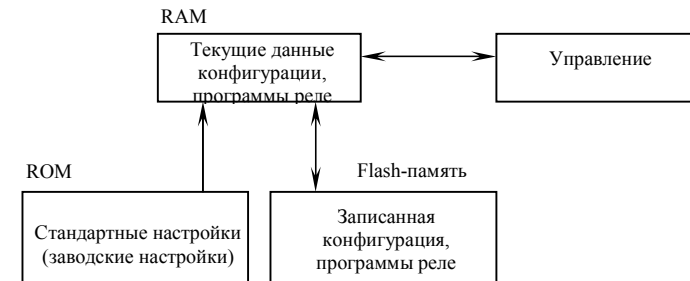 RAM
Текущие данные
конфигурации,
программы реле
Управление
ROM
Flash-память
Стандартные настройки
(заводские настройки)
Записанная
конфигурация,
программы реле